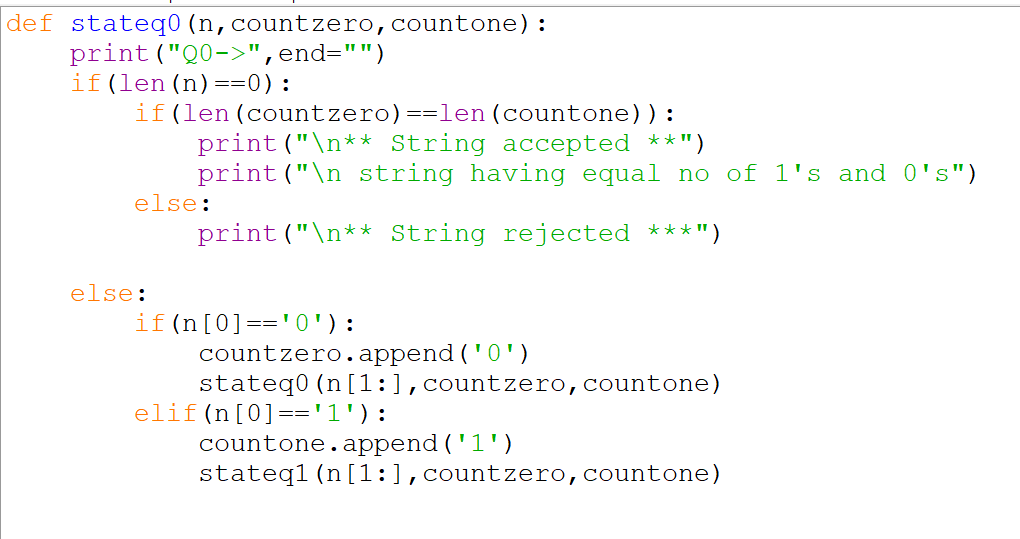 def stateq0(n,countzero,countone):
    print("Q0->",end="")
    if(len(n)==0):
        if(len(countzero)==len(countone)):
            print("\n** String accepted **")
            print("\n string having equal no of 1's and 0's")
        else:
            print("\n** String rejected ***")

    else:
        if(n[0]=='0'):
            countzero.append('0')
            stateq0(n[1:],countzero,countone)
        elif(n[0]=='1'):
            countone.append('1')
            stateq1(n[1:],countzero,countone)